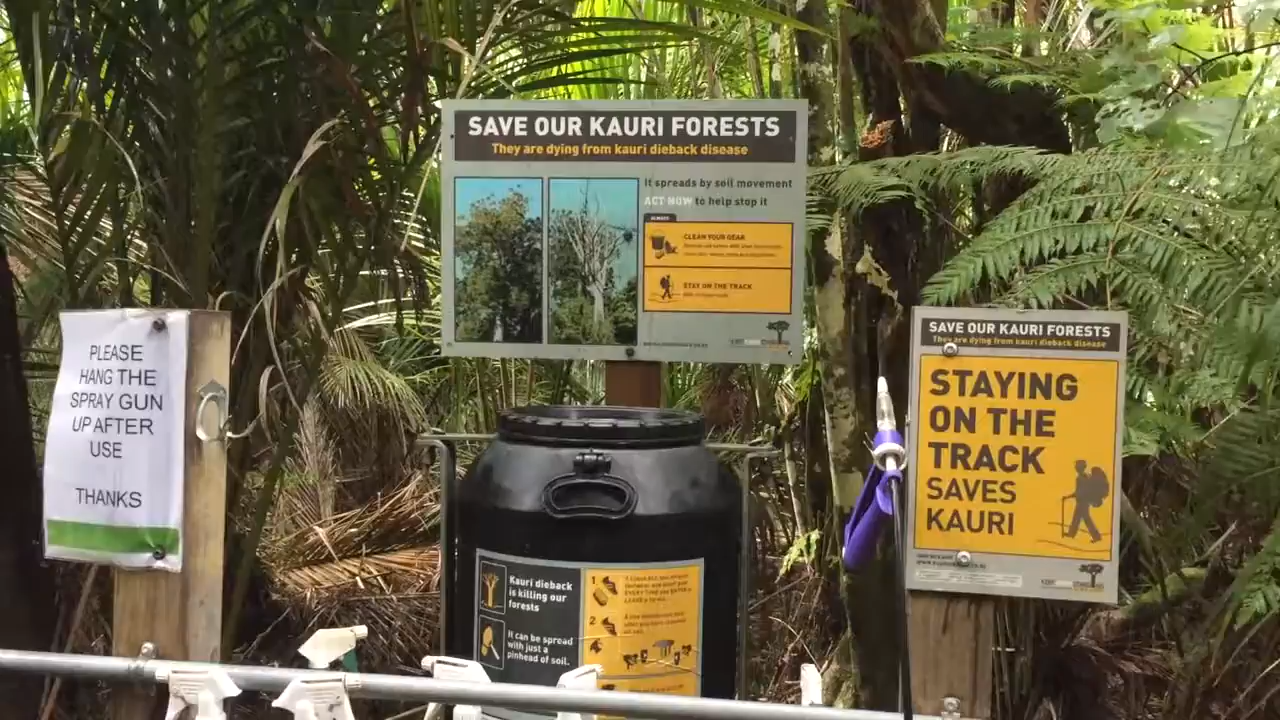 PLEASE
HANG THE
SPRAY GUN
UP AFTER
USE
THANKS
SAVE OUR KAURI FORESTS
They are dying from kauri dieback disease
It spreads by soil movement
ACT NOW to help stop it
ALWAYS
CLEAN YOUR GEAR
STAY ON THE TRACK
Kauri dieback
is killing our
forests
It can be spread
with just a
pinhead of soil.
1
2
SAVE OUR KAURI FORESTS
They are dying from kauri dieback disease
STAYING
ON THE
TRACK
SAVES
KAURI